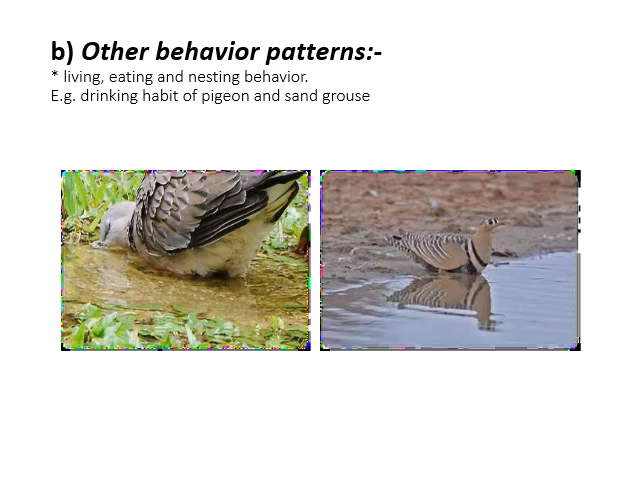 b) Other behavior patterns:-
* living, eating and nesting behavior.
E.g. drinking habit of pigeon and sand grouse